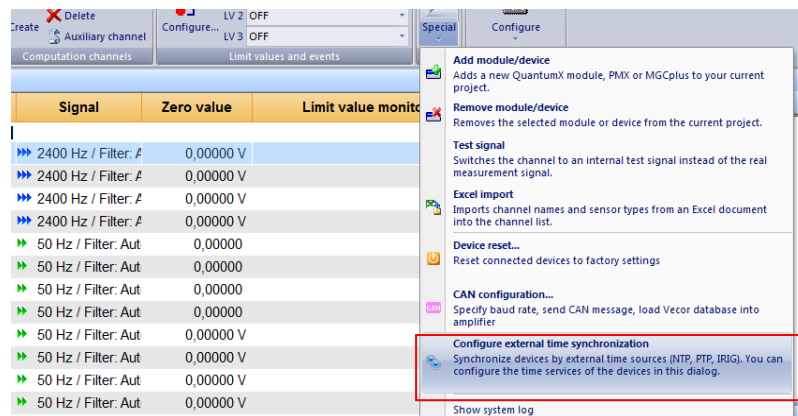 Delete
Create
Auxiliary channel
Computation channels
Configure...
LV 2 OFF
LV 3 OFF
Limit values and events
Special
Configure
Signal Zero value Limit value monito
2400 Hz / Filter: A 0,00000 V
2400 Hz / Filter: A 0,00000 V
2400 Hz / Filter: A 0,00000 V
2400 Hz / Filter: A 0,00000 V
50 Hz / Filter: Aut 0,00000
50 Hz / Filter: Aut 0,00000
50 Hz / Filter: Aut 0,00000
50 Hz / Filter: Aut 0,00000
50 Hz / Filter: Aut 0,00000 V
50 Hz / Filter: Aut 0,00000 V
50 Hz / Filter: Aut 0,00000 V
50 Hz / Filter: Aut 0,00000 V
Add module/device
Adds a new QuantumX module, PMX or MGCplus to your current
project.
Remove module/device
Removes the selected module or device from the current project.
Test signal
Switches the channel to an internal test signal instead of the real
measurement signal.
Excel import
Imports channel names and sensor types from an Excel document
into the channel list.
Device reset...
Reset connected devices to factory settings
CAN configuration...
CAN
Specify baud rate, send CAN message, load Vecor database into
amplifier
Configure external time synchronization
Synchronize devices by external time sources (NTP, PTP, IRIG). You can
configure the time services of the devices in this dialog.
Show system log